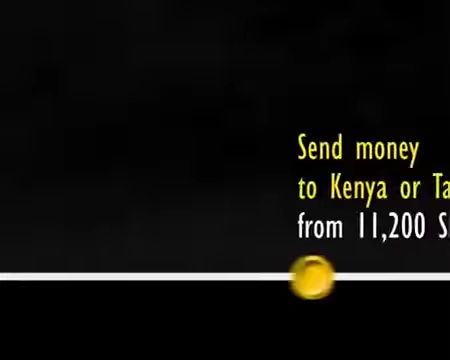 Send money
to Kenya or
from 11,200